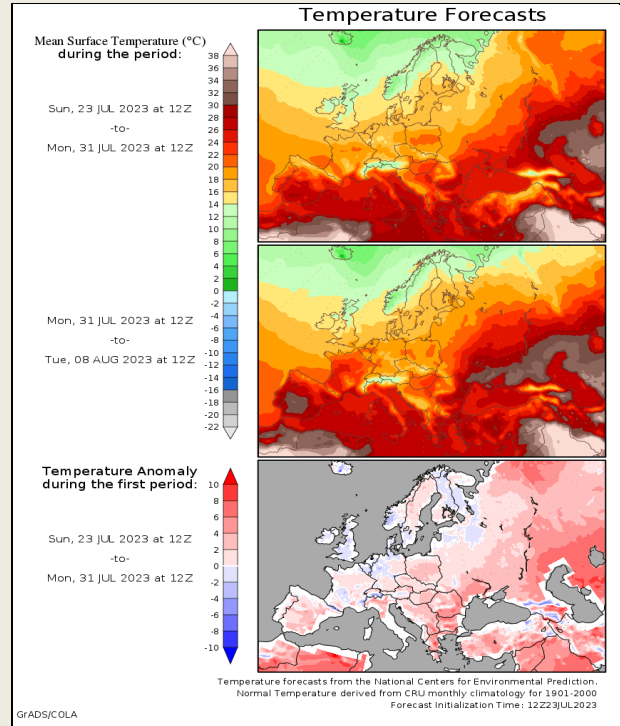 Temperature Forecasts
Mean Surface Temperature (°C)
during the period:
38
36
34
32
30
28
26
24
22
20
18
16
14
12
10
8
6
4
2
0
-2
-4
-6
-8
-10
-12
-14
-16
-18
-20
-22
Sun, 23 JUL 2023 at 12Z
-to-
Mon, 31 JUL 2023 at 12Z
Mon, 31 JUL 2023 at 12Z
-to-
Tue, 08 AUG 2023 at 12Z
Temperature Anomaly
during the first period:
10
8
6
4
2
0
-2
-4
-6
-8
-10
Sun, 23 JUL 2023 at 12Z
-to-
Mon, 31 JUL 2023 at 12Z
Temperature forecasts from the National Centers for Environmental Prediction.
Normal Temperature derived from CRU monthly climatology for 1901-2000
Forecast Initialization Time: 12Z23JUL2023
GrADS/COLA